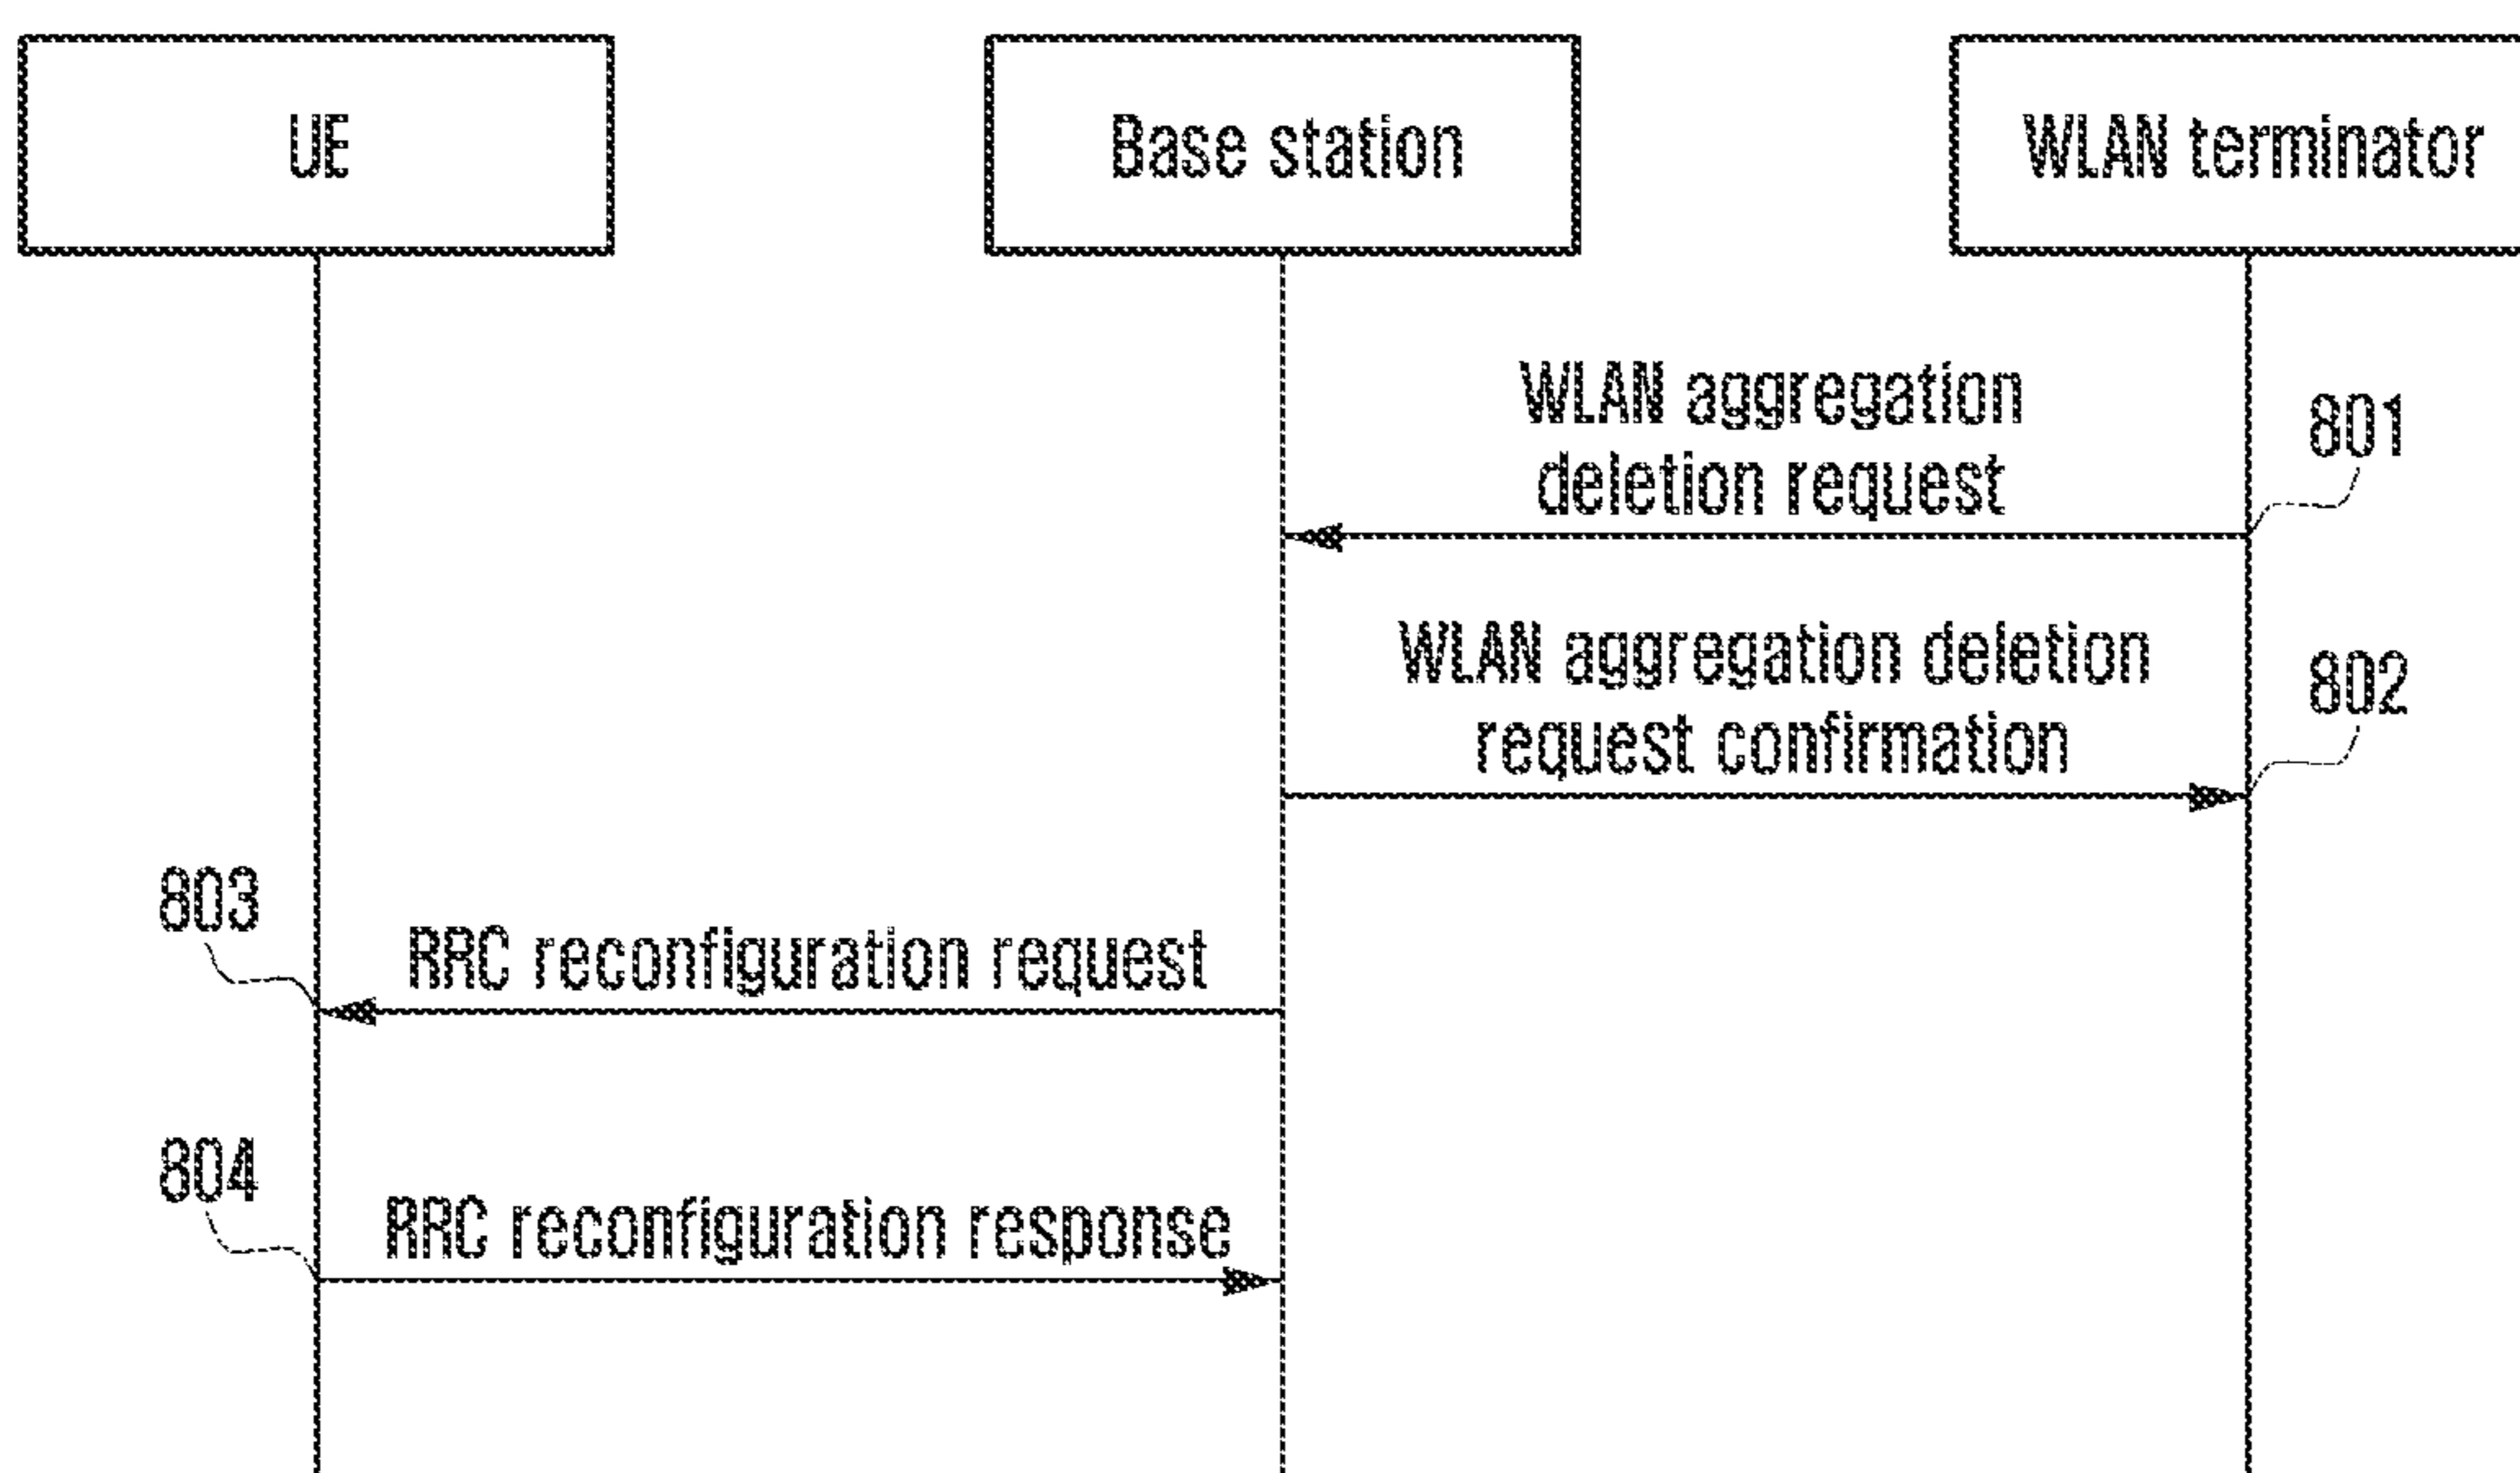 UE
Base station
WLAN terminator
WLAN aggregation
deletion request
801
WLAN aggregation deletion
request confirmation
802
803
RRC reconfiguration request
804
RRC reconfiguration response